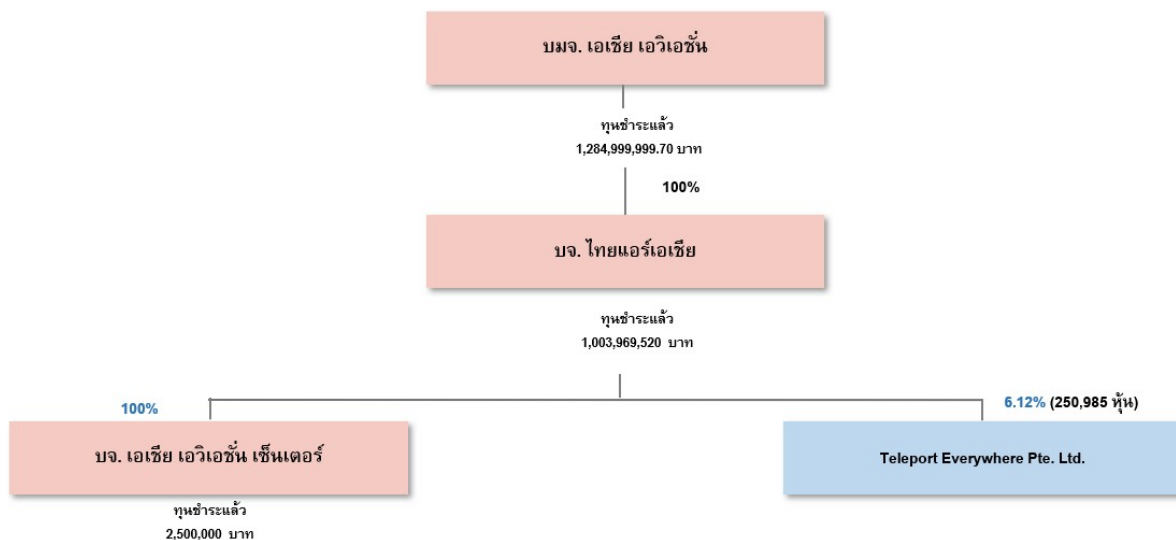 บมจ. เอเชีย เอวิเอชั่น
ทุนชำระแล้ว
1,284,999,999.70 บาท
100%
บจ. ไทยแอร์เอเชีย
ทุนชำระแล้ว
1,003,969,520 บาท
100%
6.12% (250,985 หุ้น)
บจ. เอเชีย เอวิเอชั่น เซ็นเตอร์
Teleport Everywhere Pte. Ltd.
ทุนชำระแล้ว
2,500,000 บาท